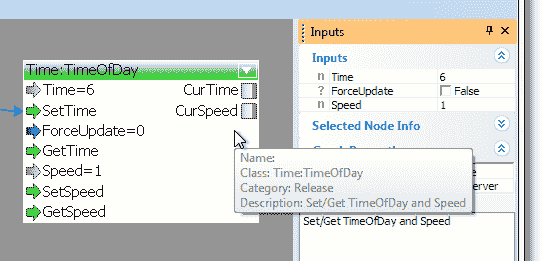 Inputs
Time:TimeOfDay
Time=6 CurTime
SetTime CurSpeed
ForceUpdate=0
GetTime
Speed=1
SetSpeed
GetSpeed
Inputs
n Time 6
? ForceUpdate False
n Speed 1
Selected Node Info
Name:
Class: Time:TimeOfDay
Category: Release
Description: Set/Get TimeOfDay and Speed
erver
Set/Get TimeOfDay and Speed